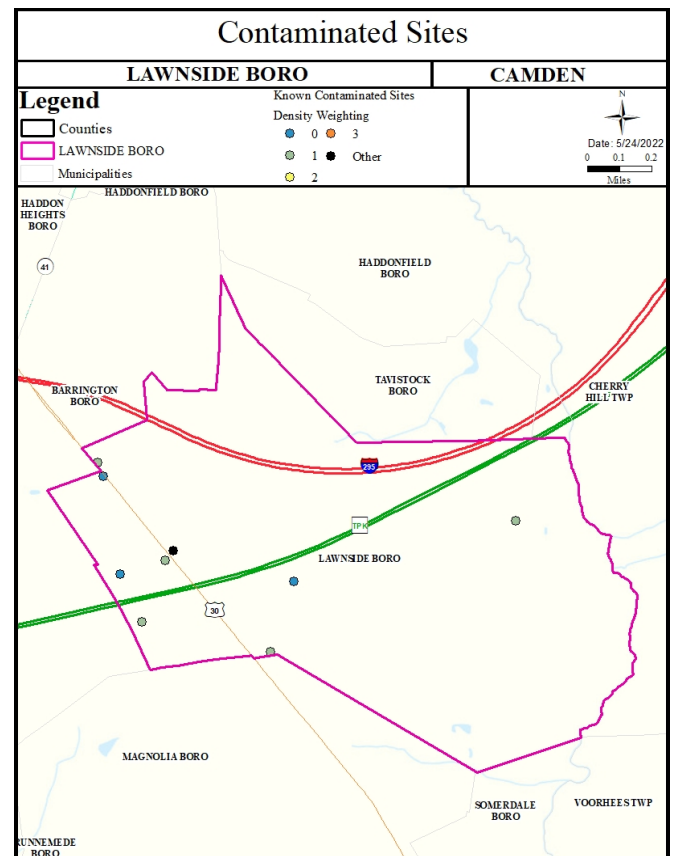 Contaminated Sites
LAWNSIDE BORO
CAMDEN
Legend
Counties
LAWNSIDE BORO
Municipalities
Known Contaminated Sites
Density Weighting
0
3
1
Other
2
N
Date: 5/24/2022
0 0.1 0.2
Miles
HADDONFIELD BORO
HADDON
HEIGHTS
BORO
41
HADDONFIELD
BORO
BARRINGTON
BORO
TAVISTOCK
BORO
CHERRY
HILL TWP
295
TPK
LAWNSIDE BORO
30
MAGNOLIA BORO
SOMERDALE
BORO
VOORHEES TWP
RUNNEMEDE
BORO